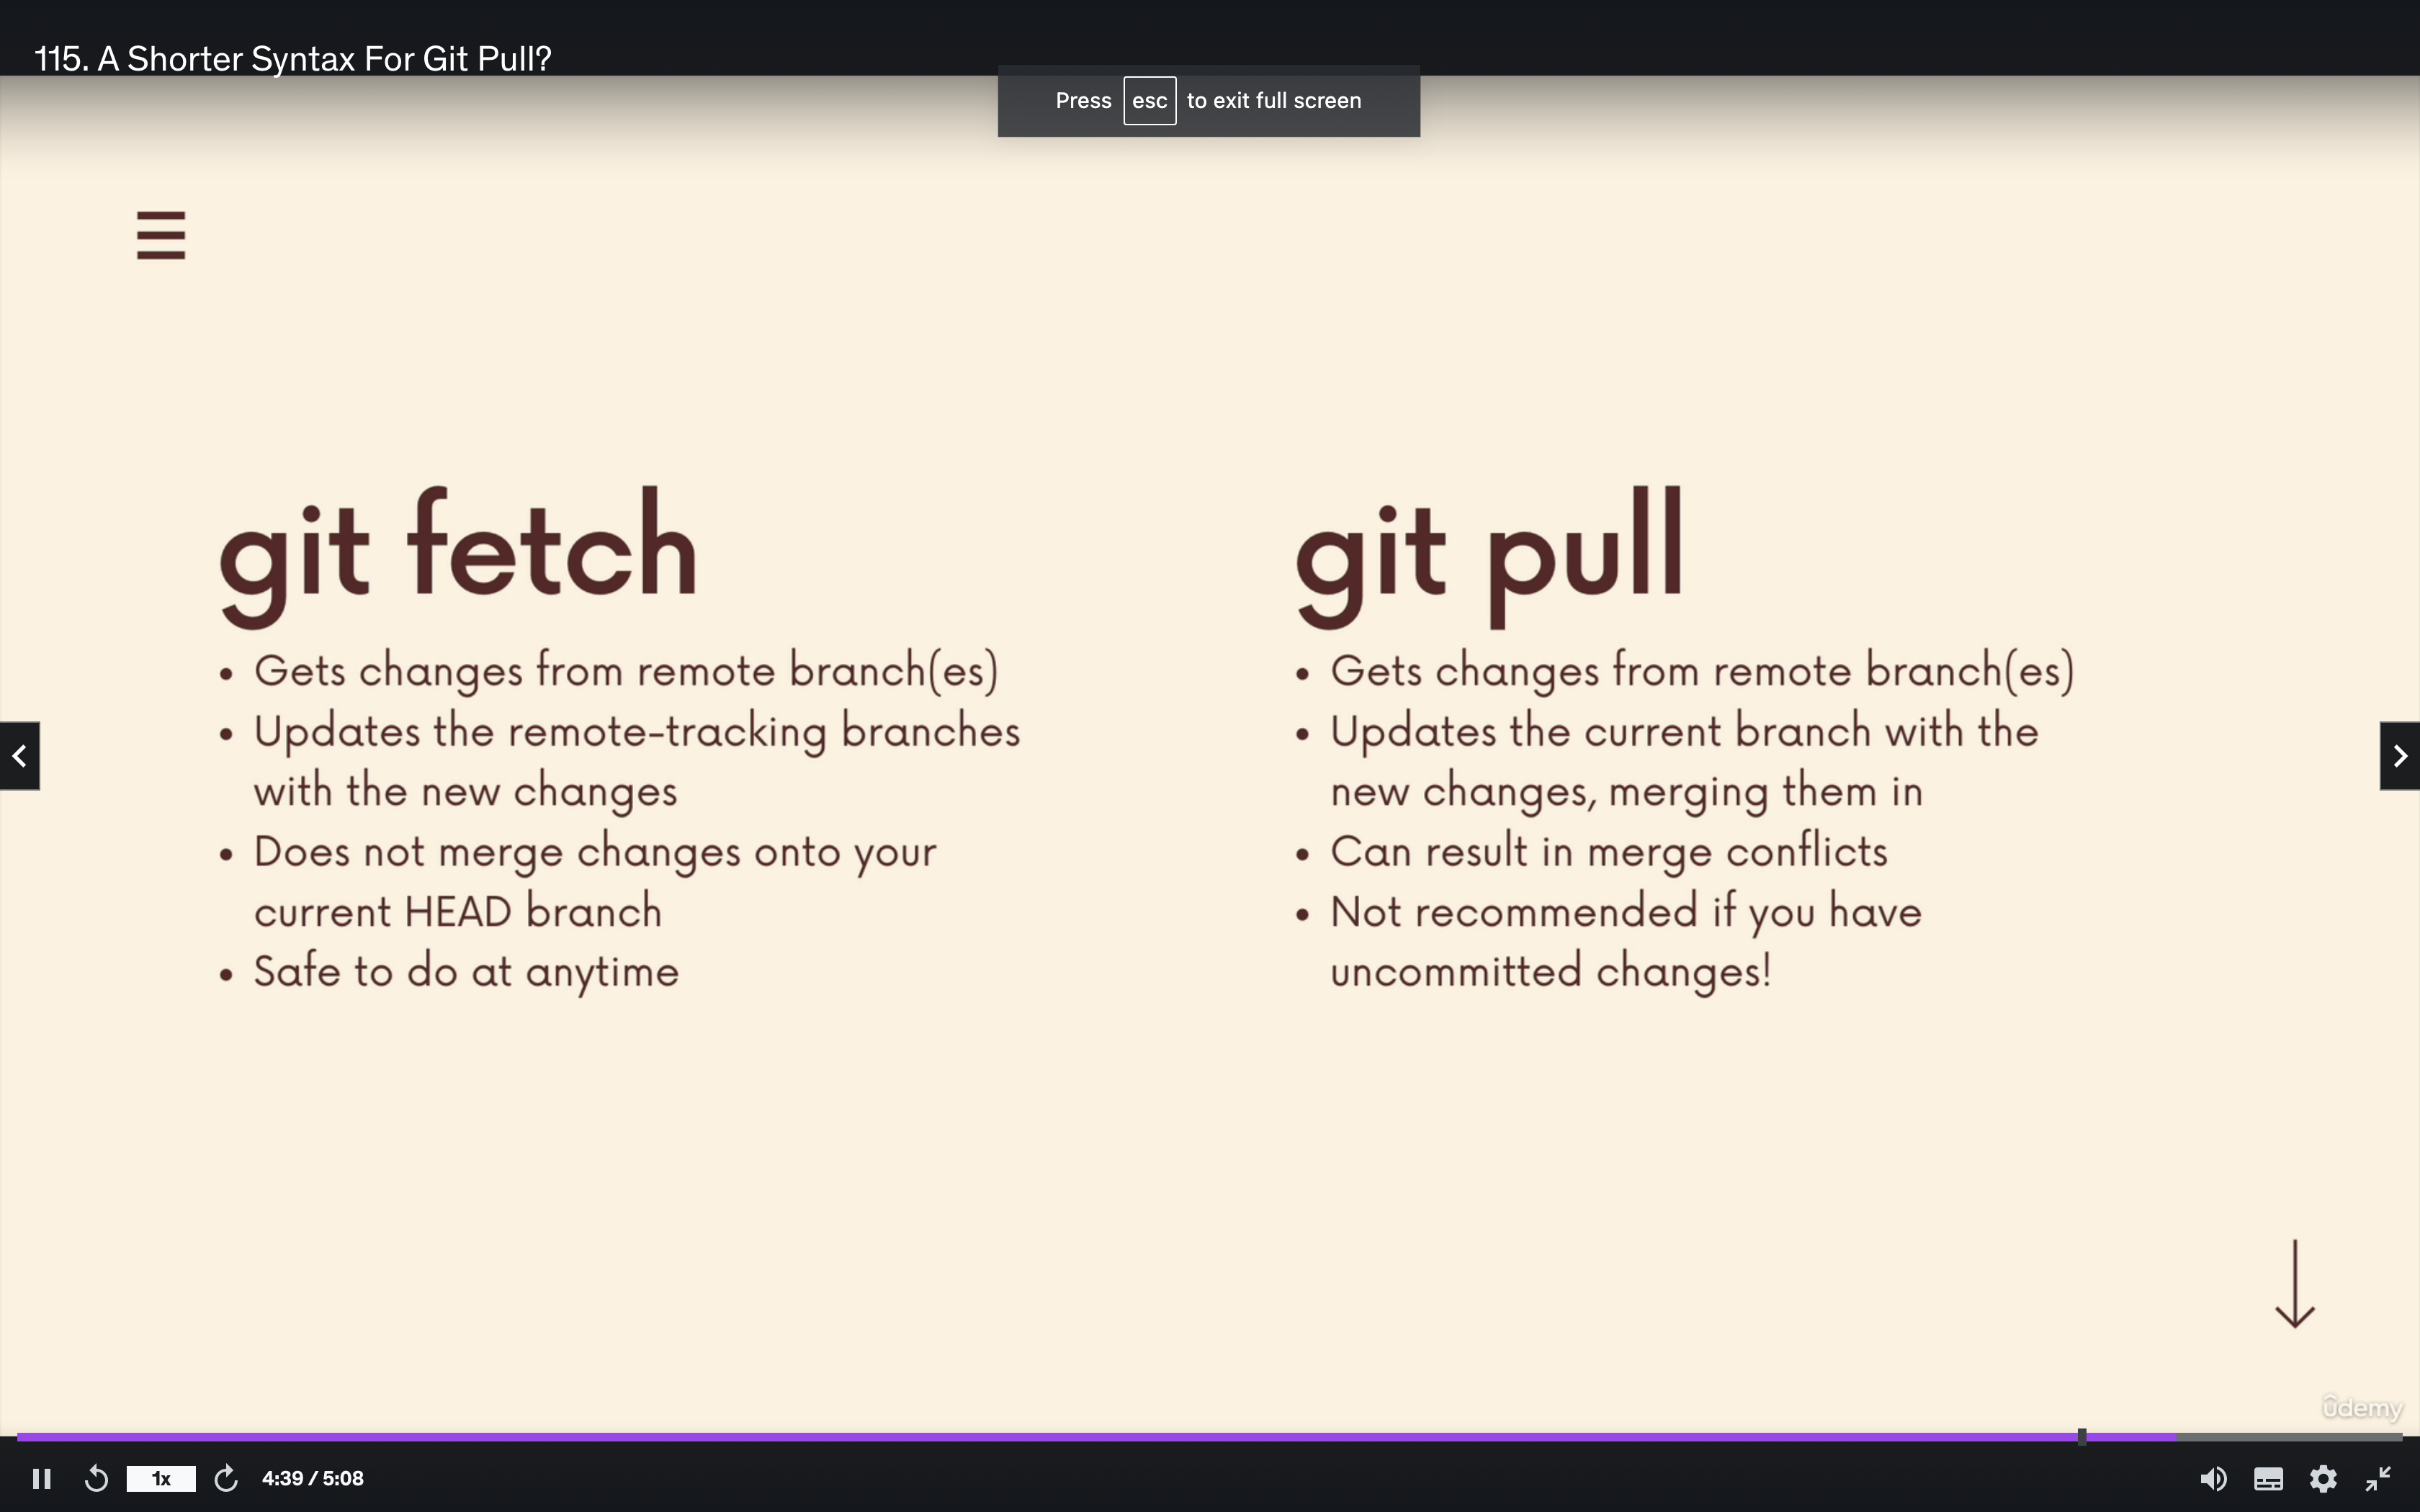 115. A Shorter Syntax For Git Pull?
Press esc to exit full screen
git fetch
• Gets changes from remote branch(es)
• Updates the remote-tracking branches
with the new changes
• Does not merge changes onto your
current HEAD branch
• Safe to do at anytime
git pull
• Gets changes from remote branch(es)
• Updates the current branch with the
new changes, merging them in
• Can result in merge conflicts
• Not recommended if you have
uncommitted changes!
udemy
1x
4:39 / 5:08